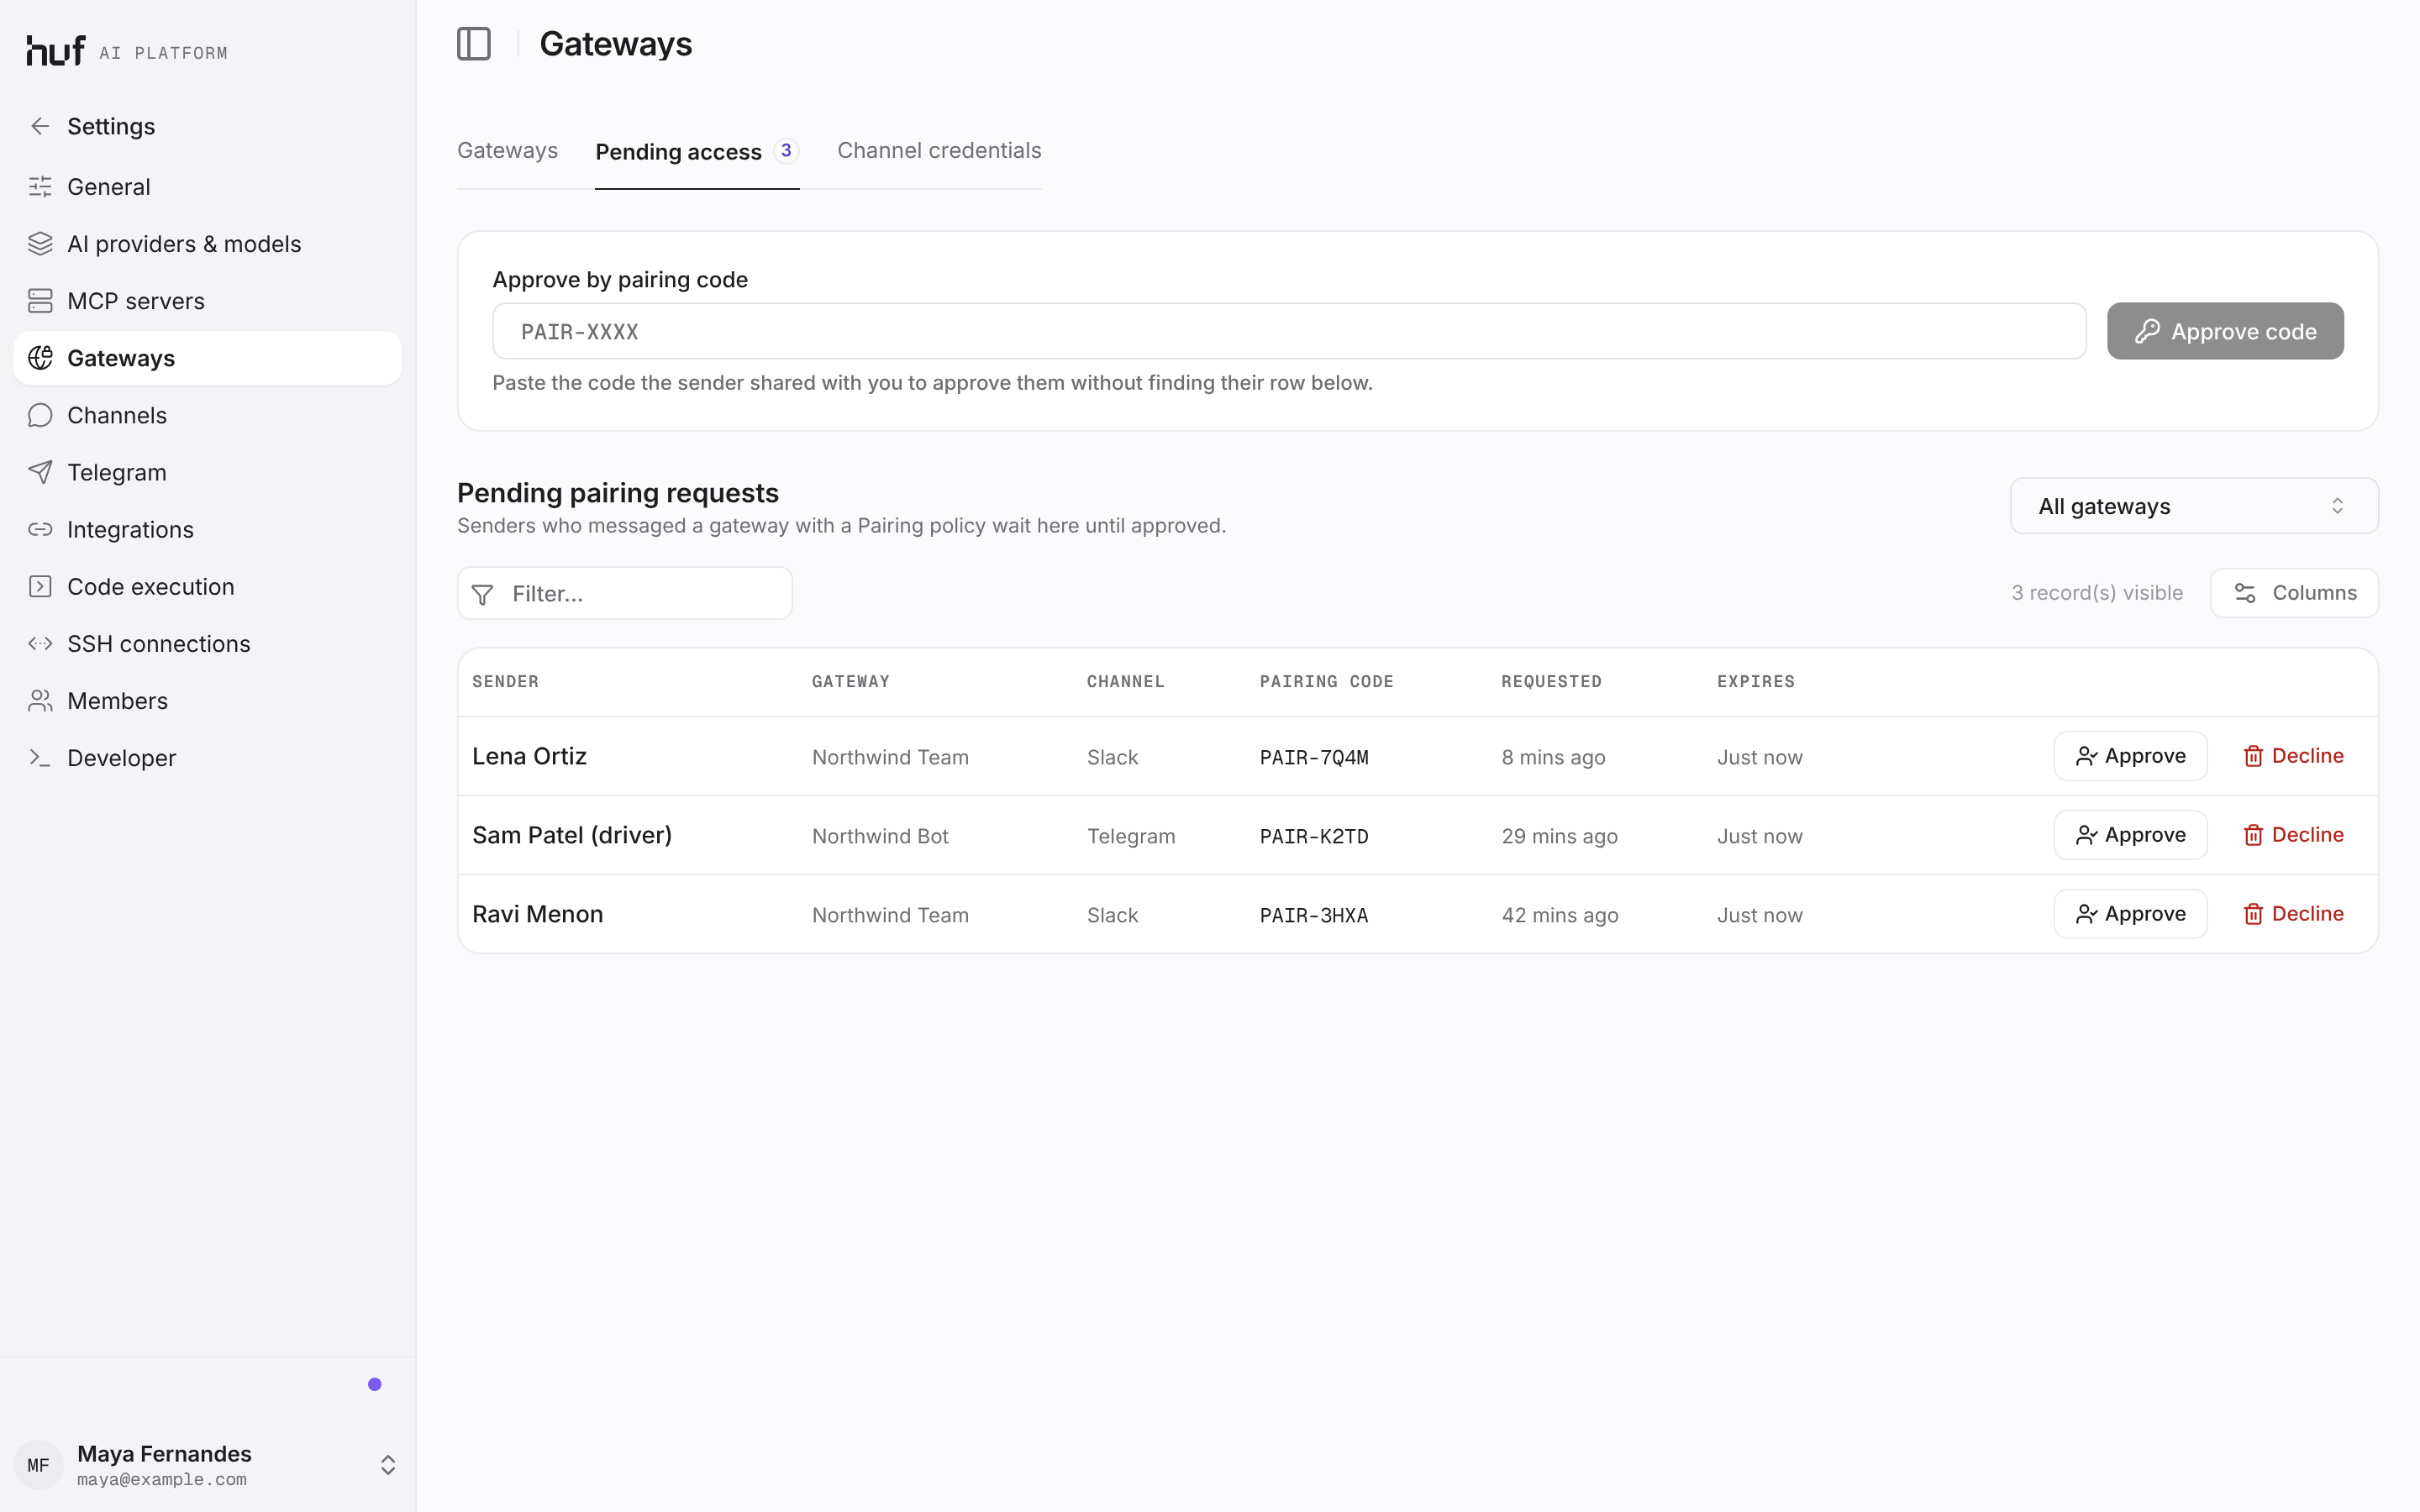 huf AI PLATFORM
Settings
General
AI providers & models
MCP servers
Gateways
Channels
Telegram
Integrations
Code execution
SSH connections
Members
Developer
MF
Maya Fernandes
maya@example.com
Gateways
Gateways Pending access 3 Channel credentials
Approve by pairing code
PAIR-XXXX Approve code
Paste the code the sender shared with you to approve them without finding their row below.
Pending pairing requests
Senders who messaged a gateway with a Pairing policy wait here until approved.
All gateways
Filter... 3 record(s) visible Columns
SENDER GATEWAY CHANNEL PAIRING CODE REQUESTED EXPIRES
Lena Ortiz Northwind Team Slack PAIR-7Q4M 8 mins ago Just now Approve Decline
Sam Patel (driver) Northwind Bot Telegram PAIR-K2TD 29 mins ago Just now Approve Decline
Ravi Menon Northwind Team Slack PAIR-3HXA 42 mins ago Just now Approve Decline